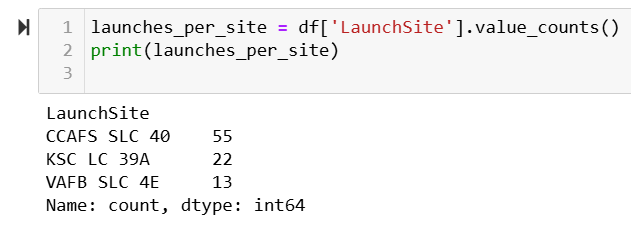 1 launches_per_site = df['LaunchSite'].value_counts()
2 print(launches_per_site)
3
LaunchSite
CCAFS SLC 40    55
KSC LC 39A      22
VAFB SLC 4E     13
Name: count, dtype: int64